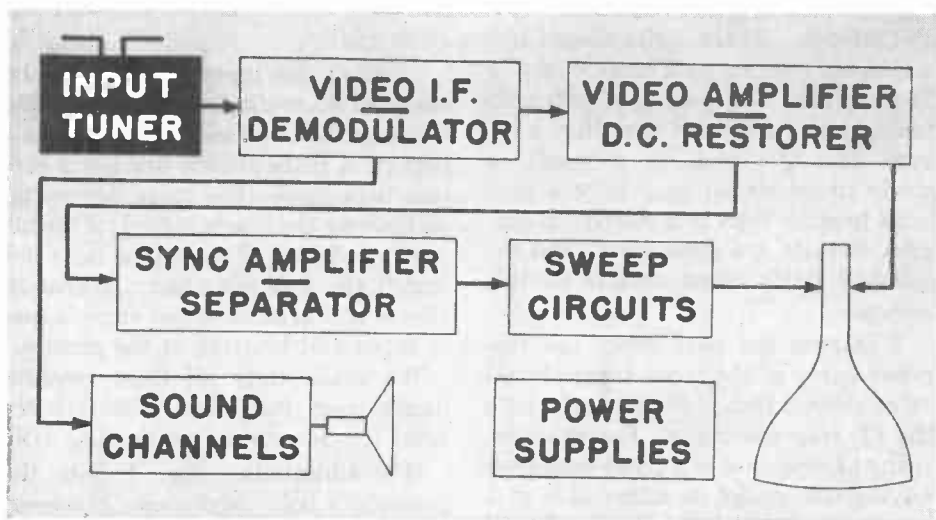 INPUT
TUNER
VIDEO I.F.
DEMODULATOR
VIDEO AMPLIFIER
D.C. RESTORER
SYNC AMPLIFIER
SEPARATOR
SWEEP
CIRCUITS
SOUND
CHANNELS
POWER
SUPPLIES